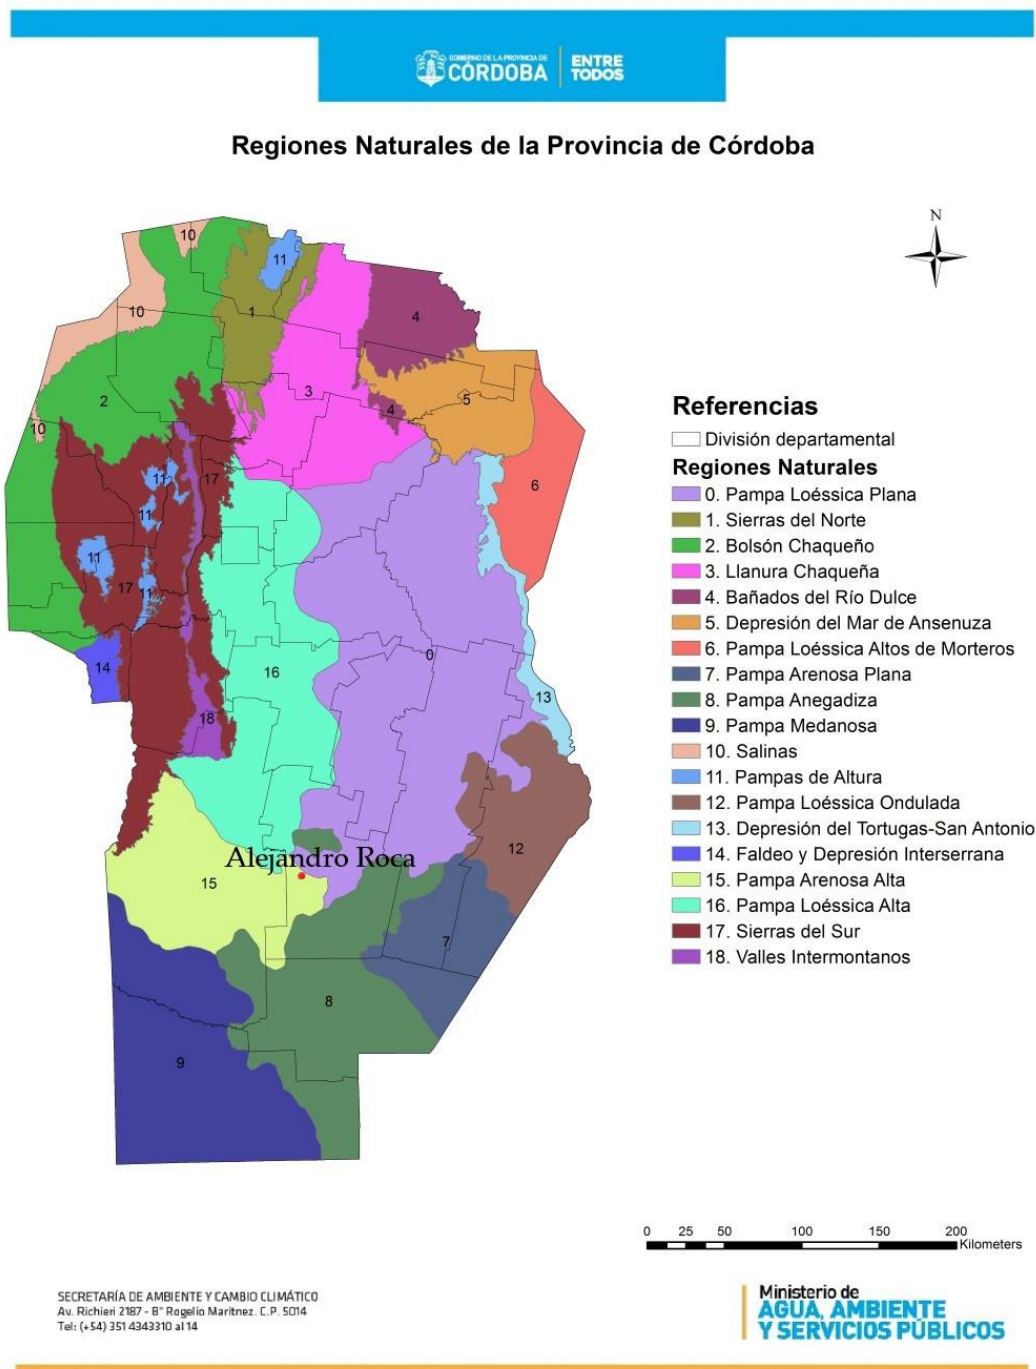 GOBIERNO DE LA PROVINCIA DE
CÓRDOBA
ENTRE
TODOS
Regiones Naturales de la Provincia de Córdoba
N
10
11
10
1
4
3
2
4
5
10
17
6
11
11
11
11
17
0
14
16
13
18
12
Alejandro Roca
15
7
8
9
Referencias
División departamental
Regiones Naturales
0. Pampa Loéssica Plana
1. Sierras del Norte
2. Bolsón Chaqueño
3. Llanura Chaqueña
4. Bañados del Río Dulce
5. Depresión del Mar de Ansenuza
6. Pampa Loéssica Altos de Morteros
7. Pampa Arenosa Plana
8. Pampa Anegadiza
9. Pampa Medanosa
10. Salinas
11. Pampas de Altura
12. Pampa Loéssica Ondulada
13. Depresión del Tortugas-San Antonio
14. Faldeo y Depresión Interserrana
15. Pampa Arenosa Alta
16. Pampa Loéssica Alta
17. Sierras del Sur
18. Valles Intermontanos
0 25 50 100 150 200
Kilometers
SECRETARÍA DE AMBIENTE Y CAMBIO CLIMÁTICO
Av. Richieri 2187 - B° Rogelio Martínez. C.P. 5014
Tel: (+54) 351 4343310 al 14
Ministerio de
AGUA, AMBIENTE
Y SERVICIOS PÚBLICOS